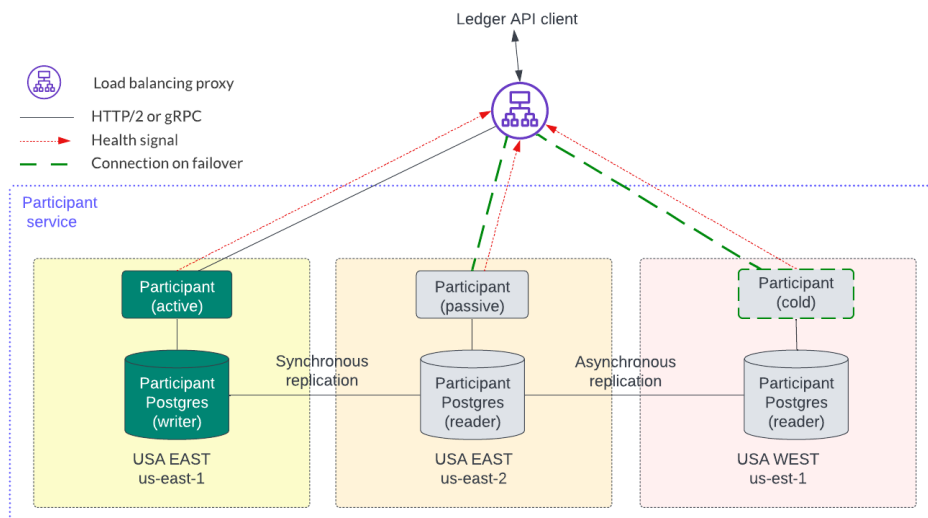 Ledger API client
Load balancing proxy
HTTP/2 or gRPC
Health signal
Connection on failover
Participant
service
Participant
(active)
Participant
(passive)
Participant
(cold)
Synchronous
replication
Asynchronous
replication
Participant
Postgres
(writer)
Participant
Postgres
(reader)
Participant
Postgres
(reader)
USA EAST
us-east-1
USA EAST
us-east-2
USA WEST
us-est-1